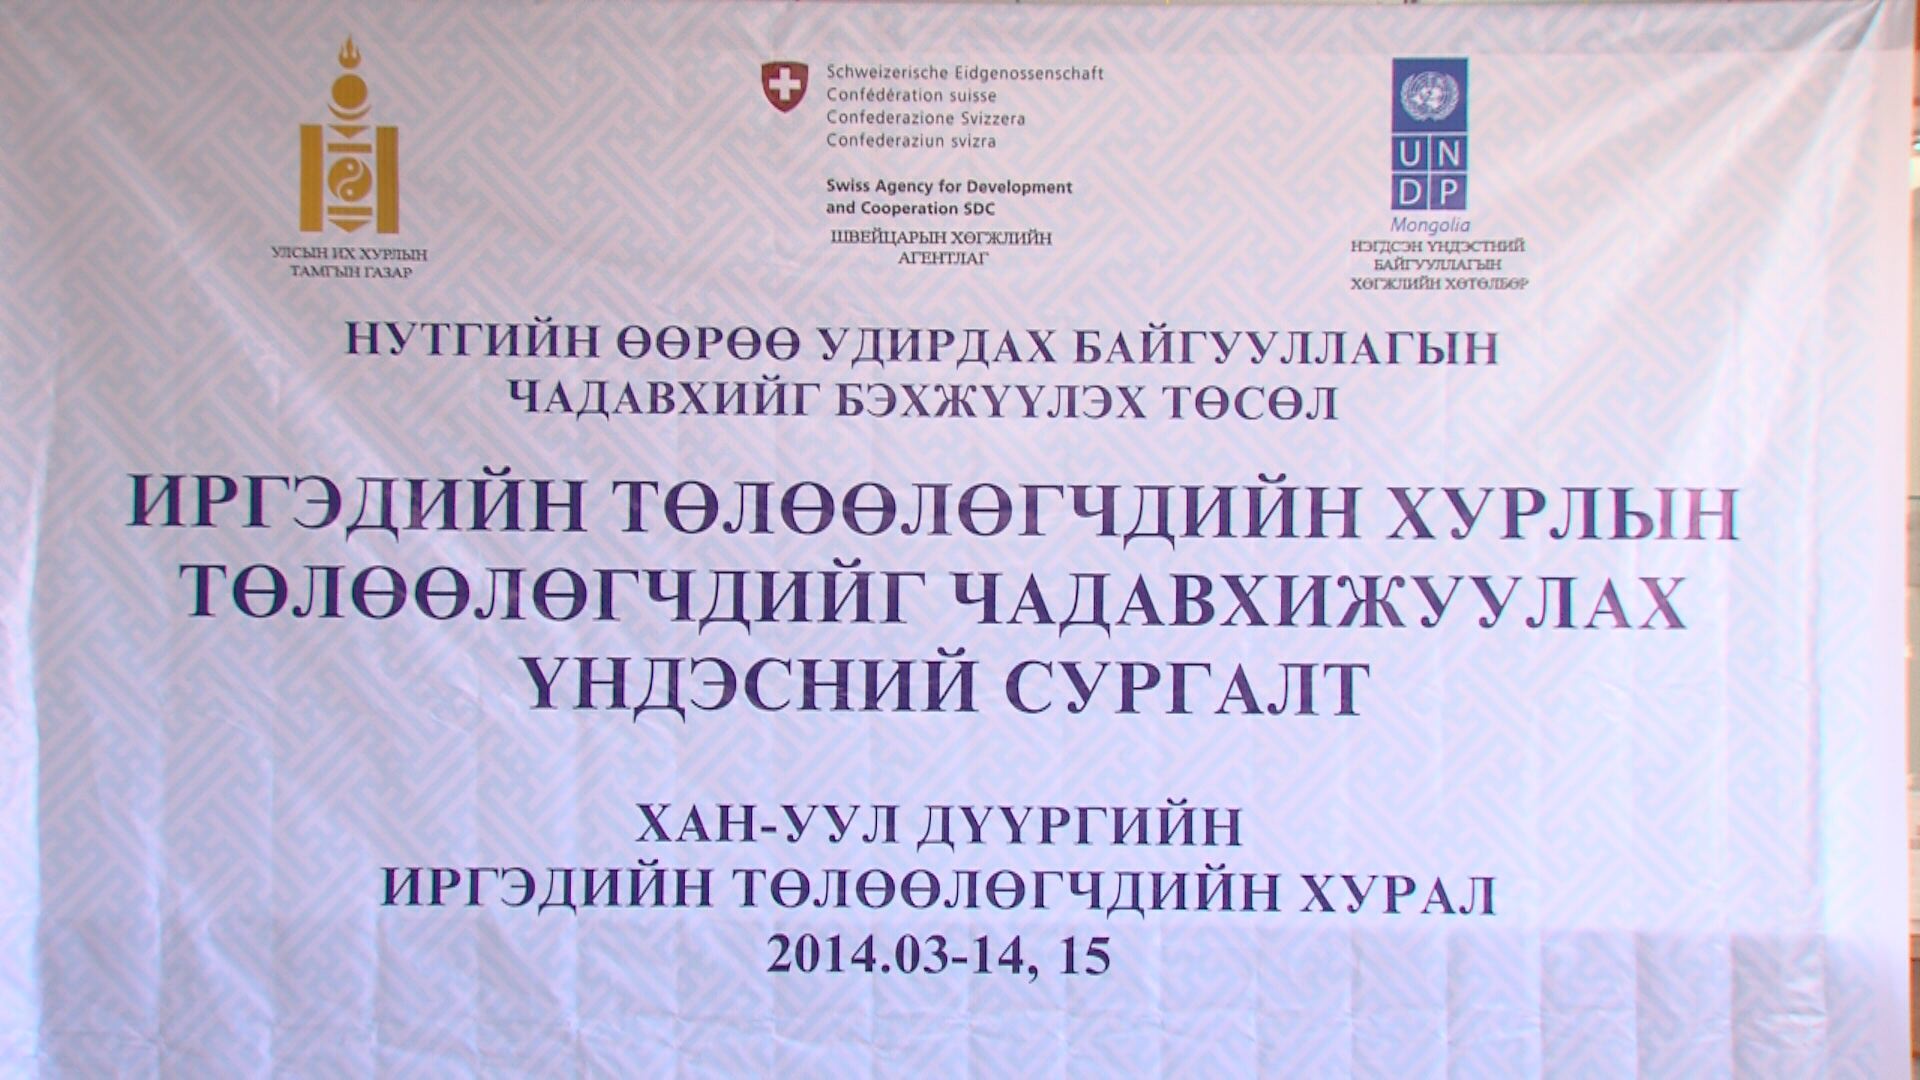 УЛСЫН ИХ ХУРЛЫН
ТАМГЫН ГАЗАР
Schweizerische Eidgenossenschaft
Confédération suisse
Confederazione Svizzera
Confederaziun svizra
Swiss Agency for Development
and Cooperation SDC
ШВЕЙЦАРЫН ХӨГЖЛИЙН
АГЕНТЛАГ
UN
DP
Mongolia
НЭГДСЭН ҮНДЭСТНИЙ
БАЙГУУЛЛАГЫН
ХӨГЖЛИЙН ХӨТӨЛБӨР
НУТГИЙН ӨӨРӨӨ УДИРДАХ БАЙГУУЛЛАГЫН
ЧАДАВХИЙГ БЭХЖҮҮЛЭХ ТӨСӨЛ
ИРГЭДИЙН ТӨЛӨӨЛӨГЧДИЙН ХУРЛЫН
ТӨЛӨӨЛӨГЧДИЙГ ЧАДАВХИЖУУЛАХ
ҮНДЭСНИЙ СУРГАЛТ
ХАН-УУЛ ДҮҮРГИЙН
ИРГЭДИЙН ТӨЛӨӨЛӨГЧДИЙН ХУРАЛ
2014.03-14, 15